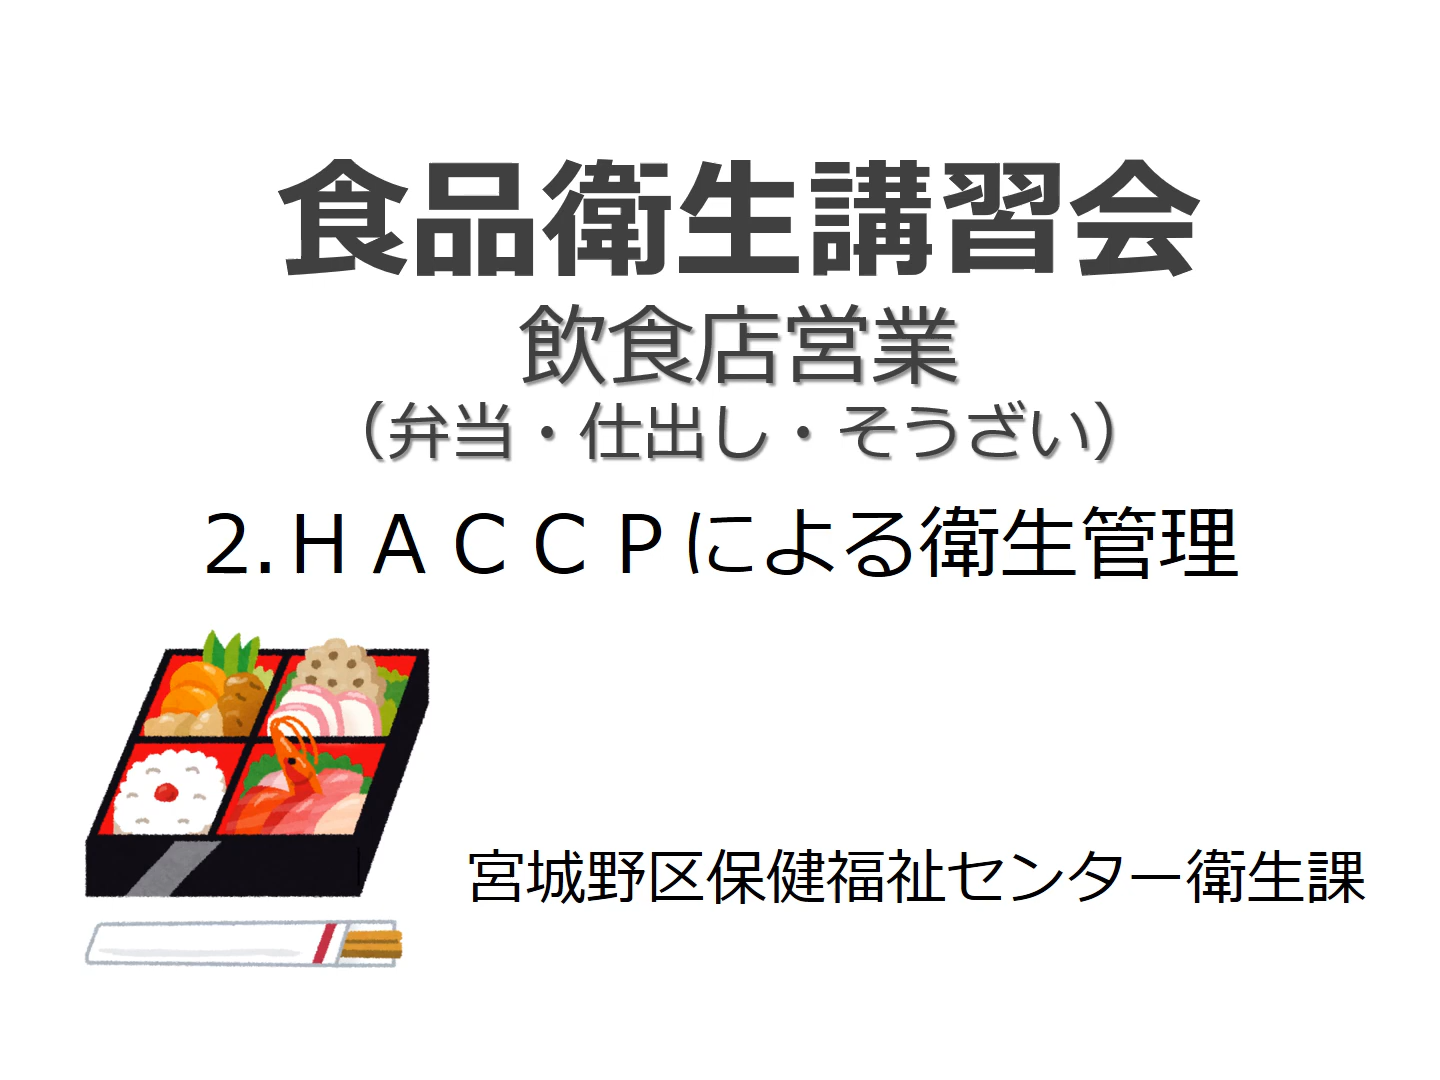 食品衛生講習会
飲食店営業
（弁当・仕出し・そうざい）
2.ＨＡＣＣＰによる衛生管理
宮城野区保健福祉センター衛生課